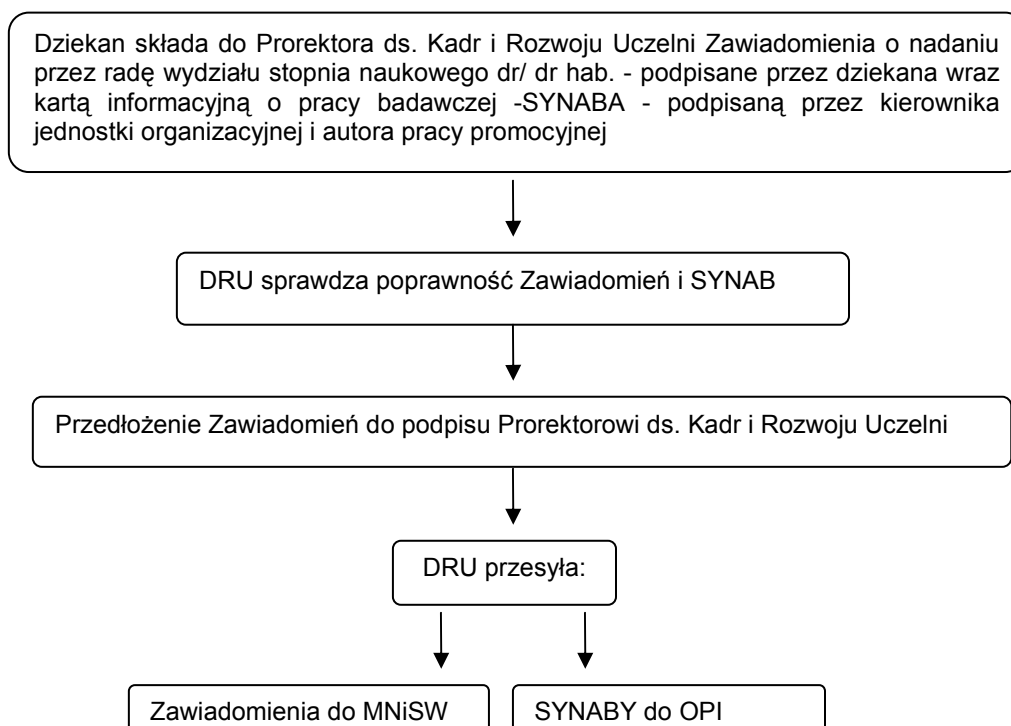 Dziekan składa do Prorektora ds. Kadr i Rozwoju Uczelni Zawiadomienia o nadaniu
przez radę wydziału stopnia naukowego dr/ dr hab. - podpisane przez dziekana wraz
kartą informacyjną o pracy badawczej -SYNABA - podpisaną przez kierownika
jednostki organizacyjnej i autora pracy promocyjnej
DRU sprawdza poprawność Zawiadomień i SYNAB
Przedłożenie Zawiadomień do podpisu Prorektorowi ds. Kadr i Rozwoju Uczelni
DRU przesyła:
Zawiadomienia do MNiSW
SYNABY do OPI